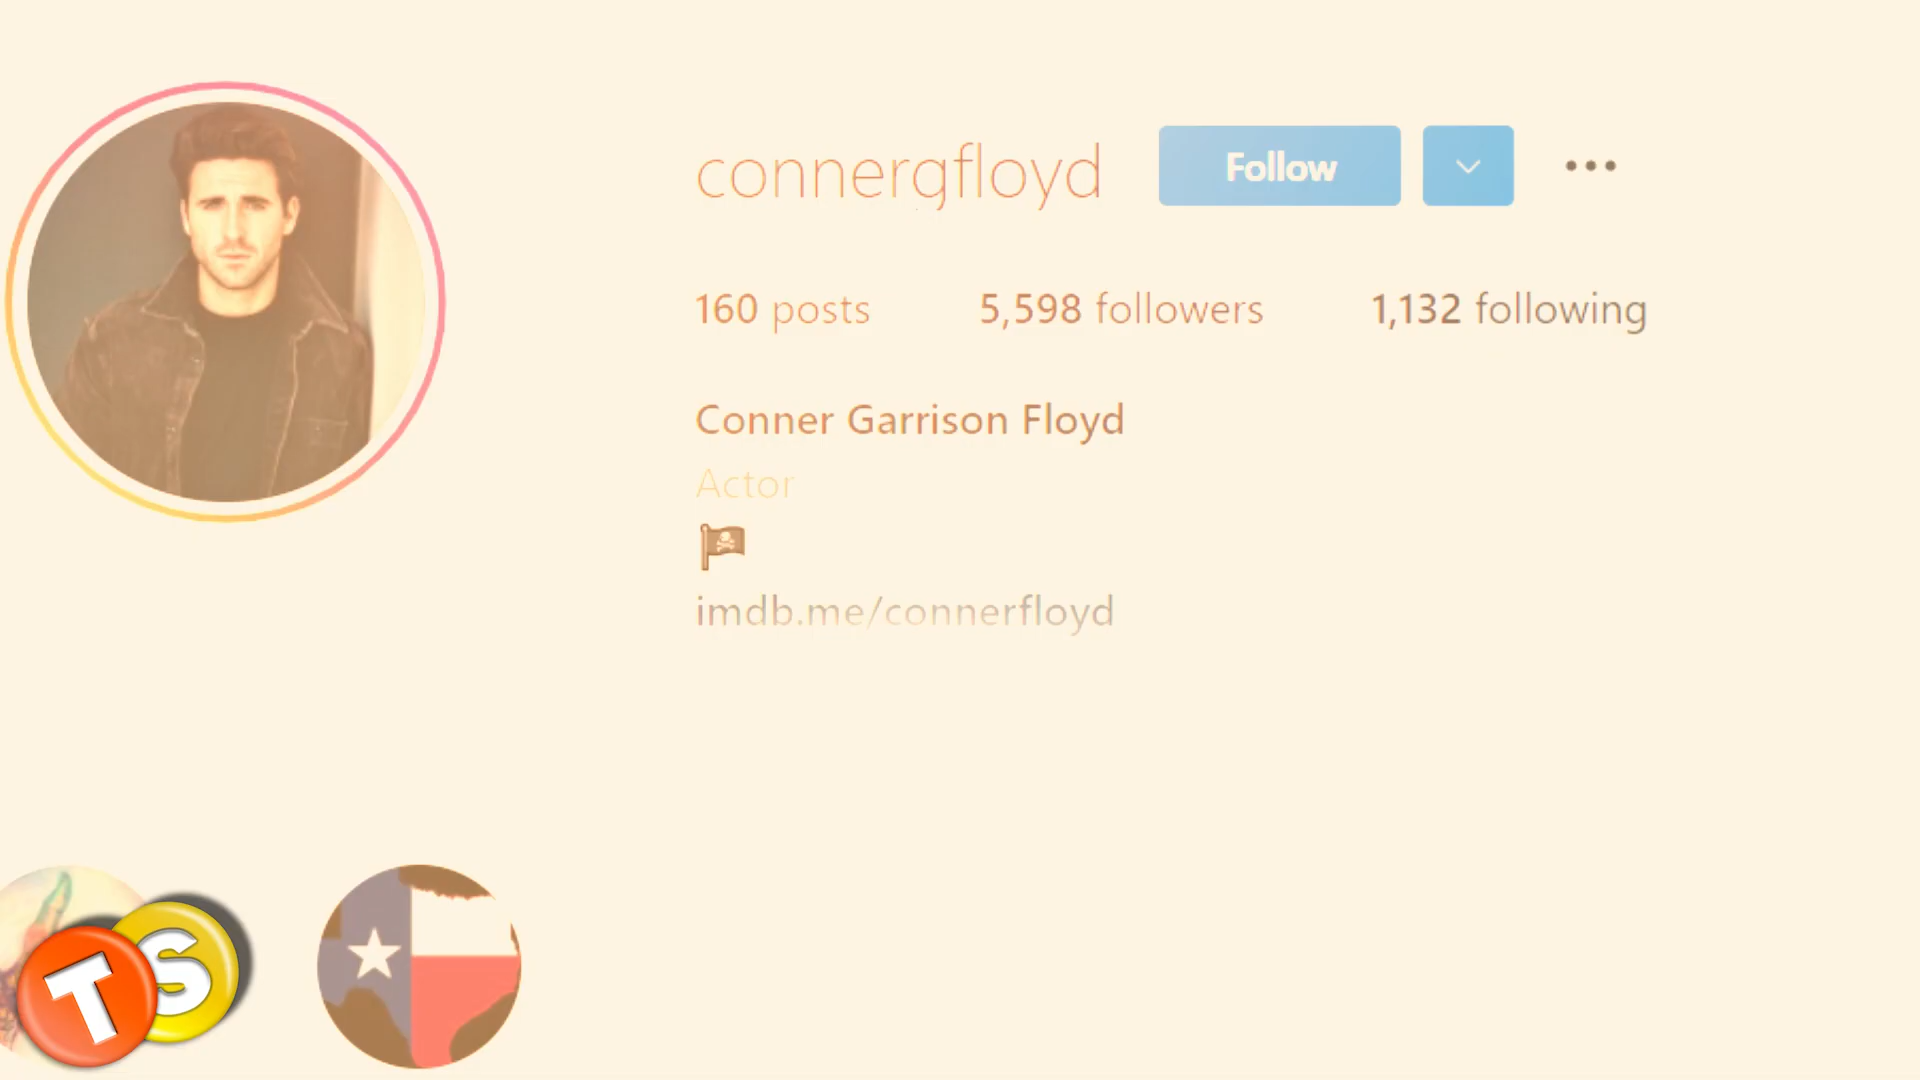 connergfloyd Follow
160 posts 5,598 followers 1,132 following
Conner Garrison Floyd
Actor
imdb.me/connerfloyd
TS